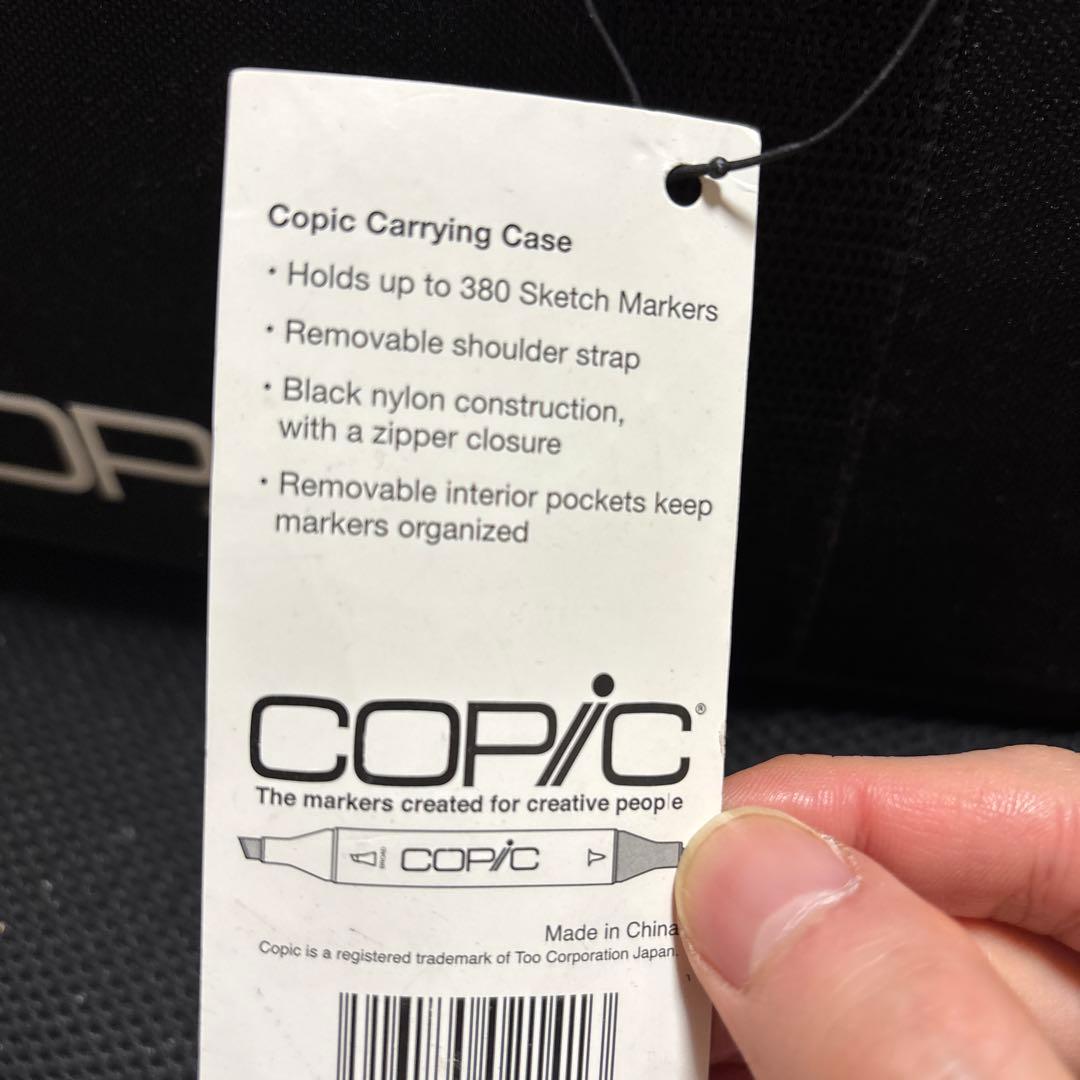 Copic Carrying Case
• Holds up to 380 Sketch Markers
• Removable shoulder strap
• Black nylon construction,
with a zipper closure
• Removable interior pockets keep
markers organized
COPiC®
The markers created for creative people
BROAD COPiC
Made in China
Copic is a registered trademark of Too Corporation Japan.
OP